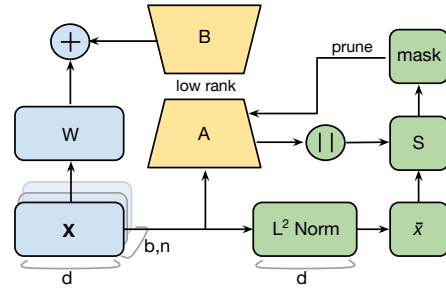 B
prune
mask
+
low rank
W
A
| |
S
X
b,n
L² Norm
x̄
d
d